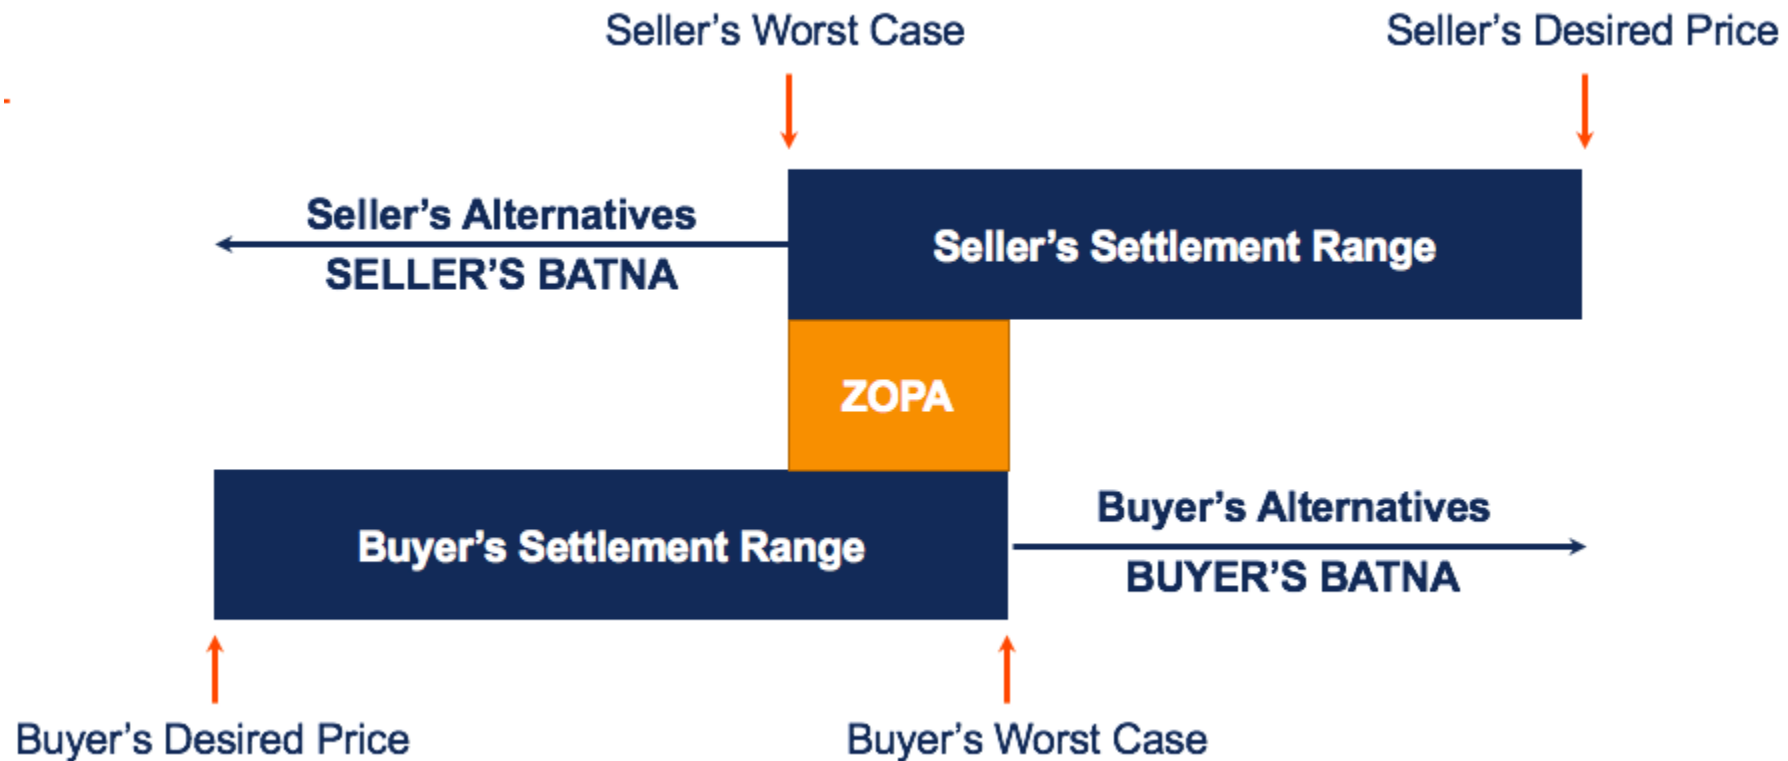 Seller’s Worst Case
Seller’s Desired Price
Seller’s Alternatives
SELLER’S BATNA
Seller’s Settlement Range
ZOPA
Buyer’s Settlement Range
Buyer’s Alternatives
BUYER’S BATNA
Buyer’s Desired Price
Buyer’s Worst Case